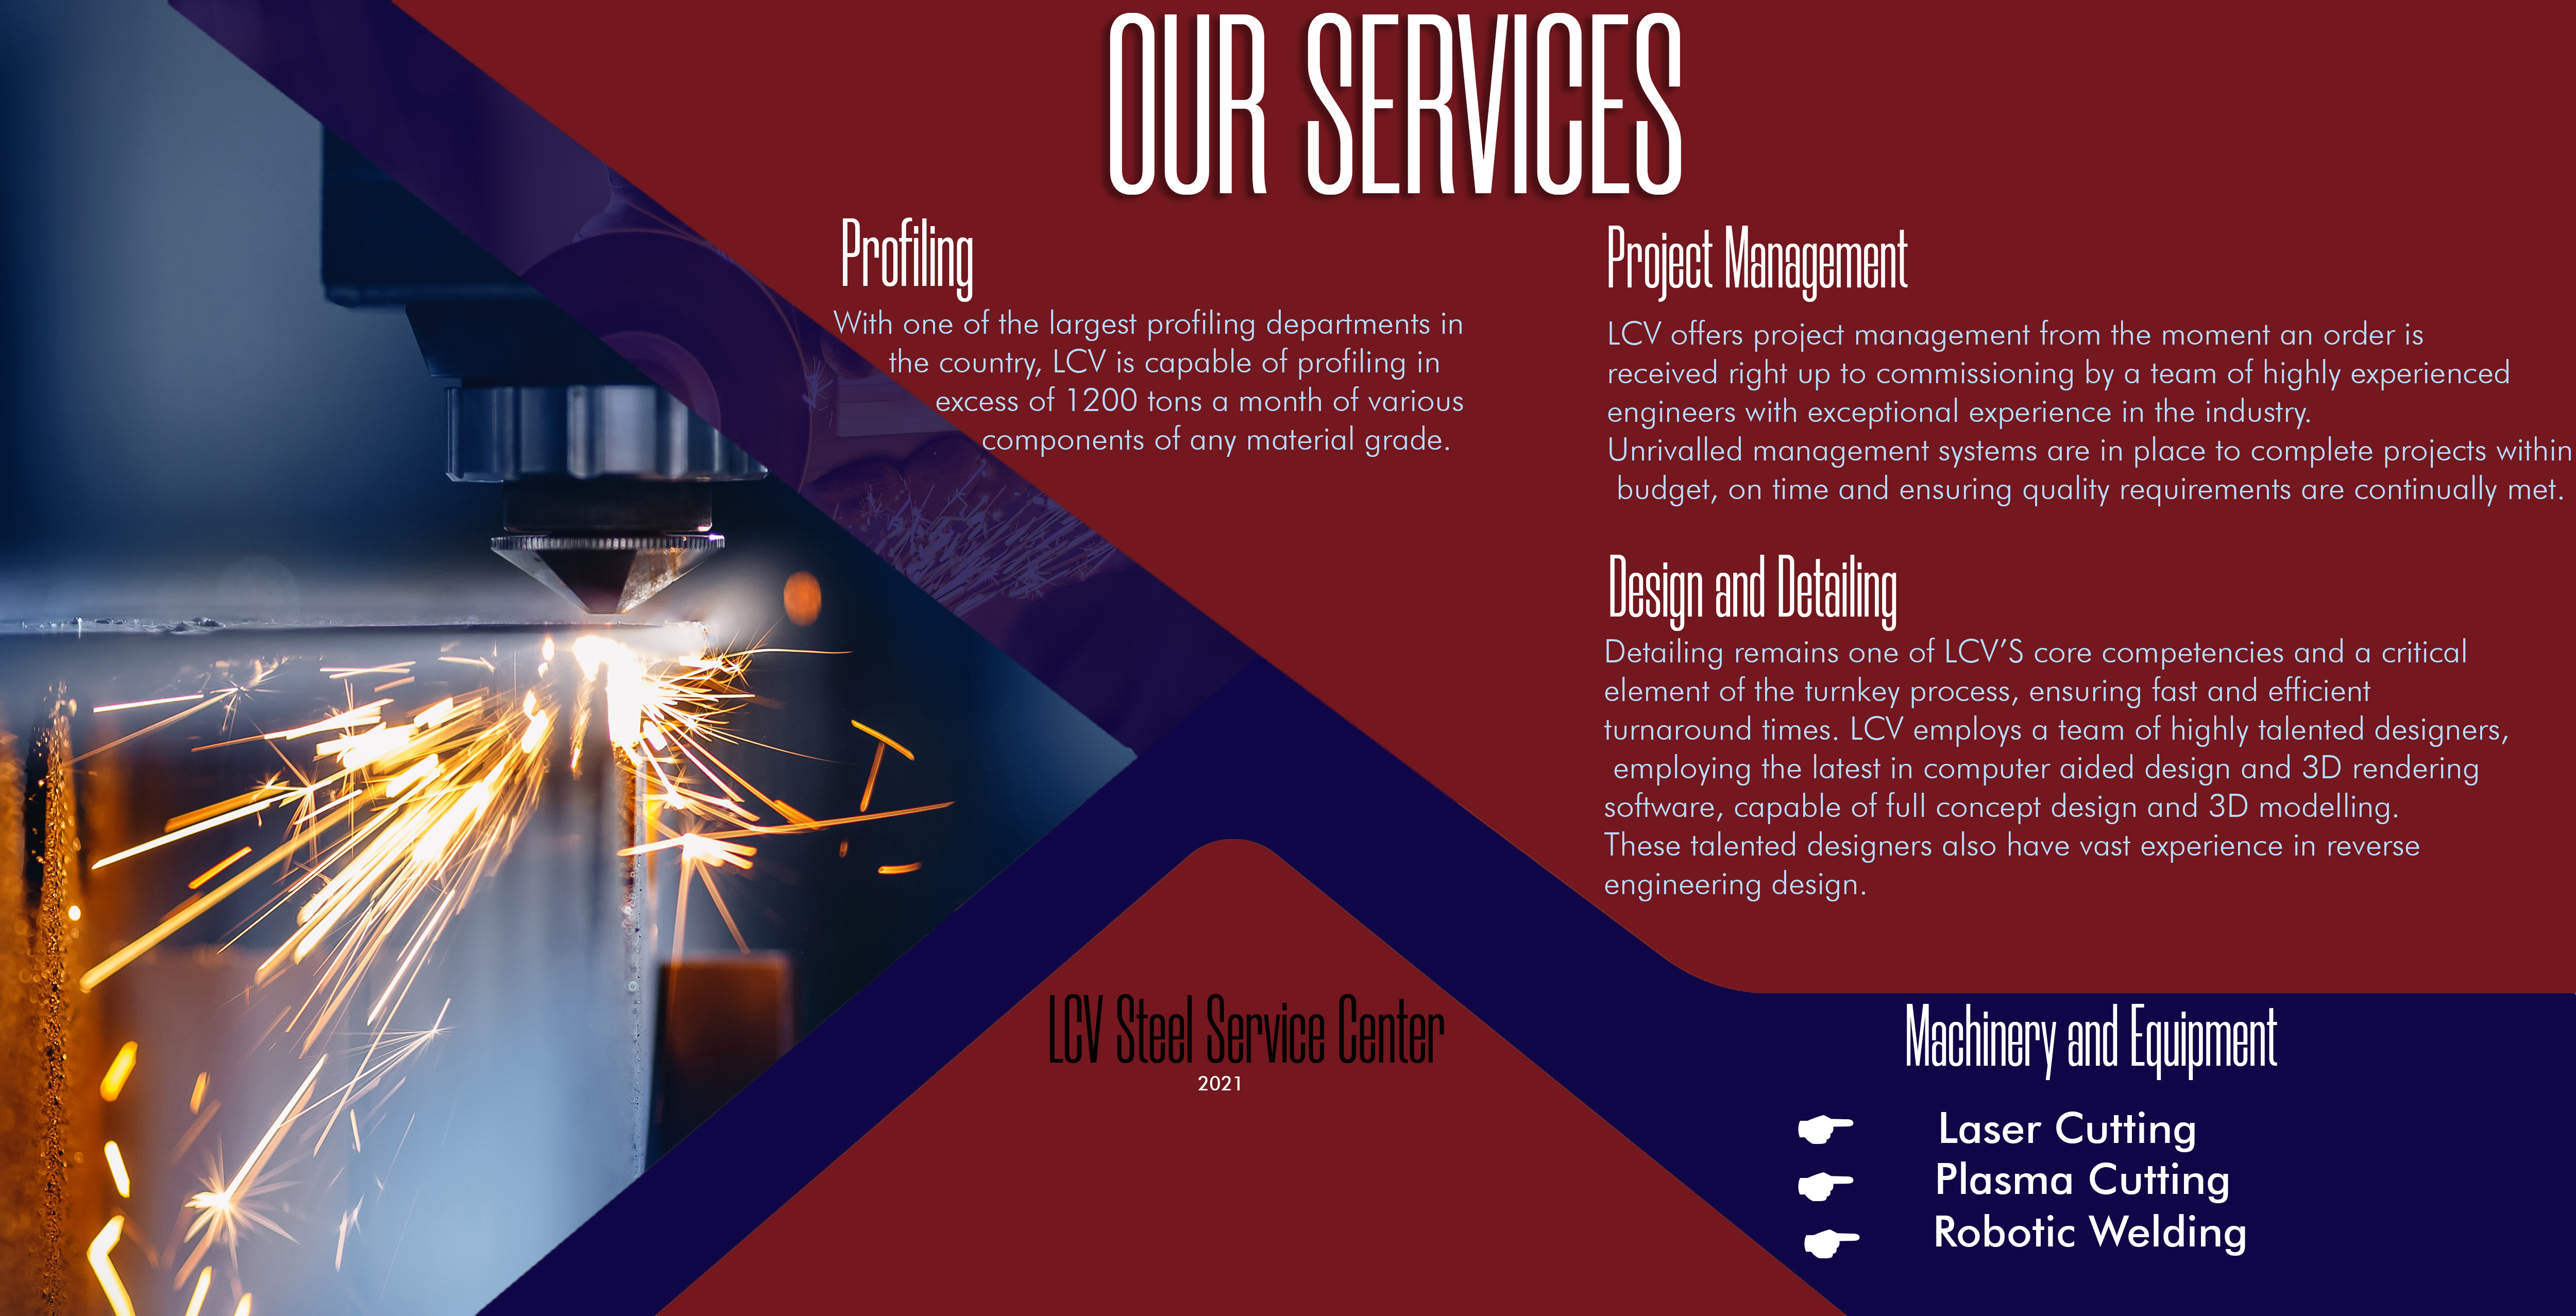 OUR SERVICES
Profiling
With one of the largest profiling departments in
the country, LCV is capable of profiling in
excess of 1200 tons a month of various
components of any material grade.
Project Management
LCV offers project management from the moment an order is
received right up to commissioning by a team of highly experienced
engineers with exceptional experience in the industry.
Unrivalled management systems are in place to complete projects within
budget, on time and ensuring quality requirements are continually met.
Design and Detailing
Detailing remains one of LCV'S core competencies and a critical
element of the turnkey process, ensuring fast and efficient
turnaround times. LCV employs a team of highly talented designers,
employing the latest in computer aided design and 3D rendering
software, capable of full concept design and 3D modelling.
These talented designers also have vast experience in reverse
engineering design.
LCV Steel Service Center
2021
Machinery and Equipment
Laser Cutting
Plasma Cutting
Robotic Welding